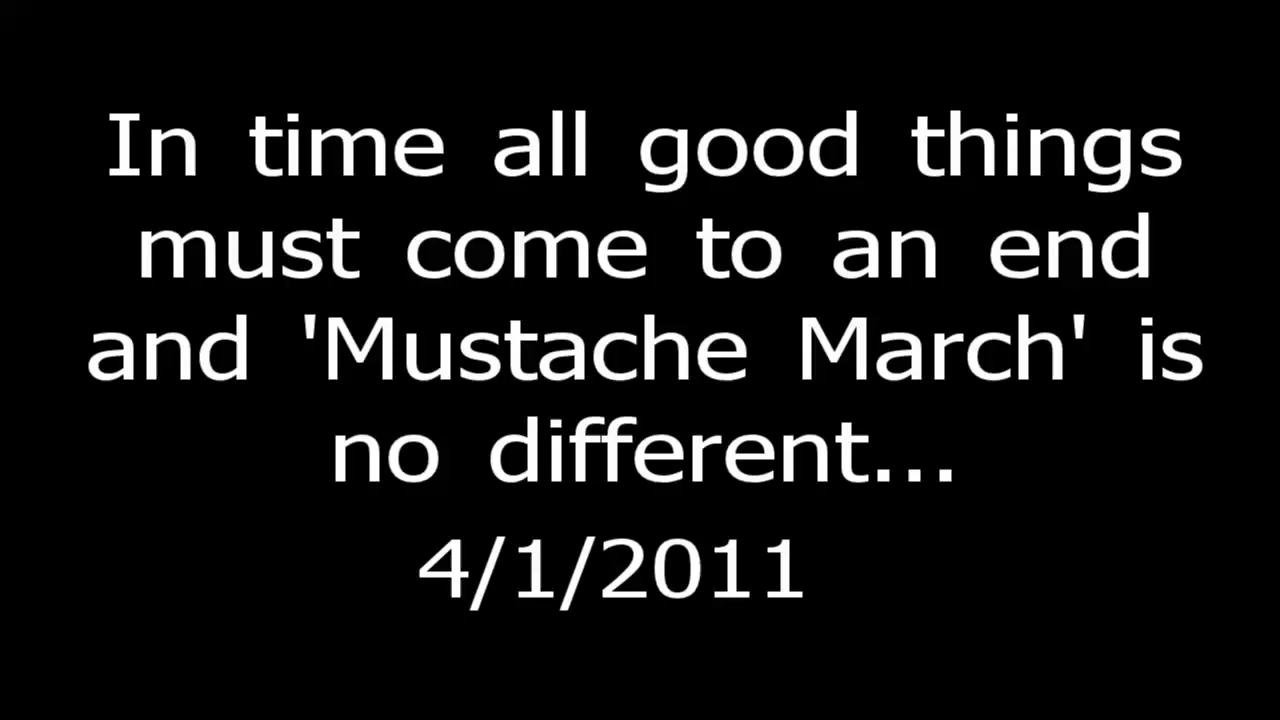 In time all good things
must come to an end
and 'Mustache March' is
no different...
4/1/2011